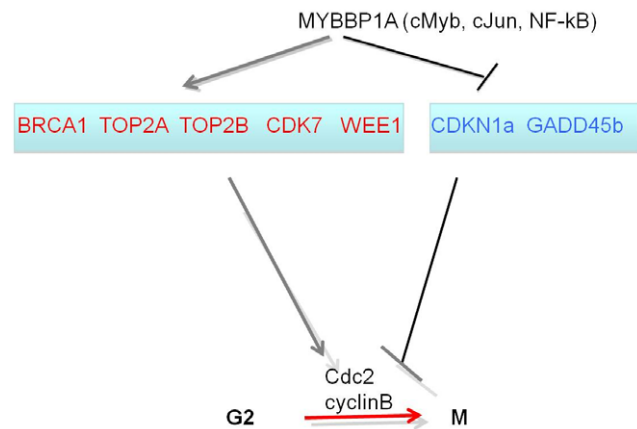 MYBBP1A (cMyb, cJun, NF-kB)
BRCA1 TOP2A TOP2B CDK7 WEE1 CDKN1a GADD45b
Cdc2
cyclinB
G2 M